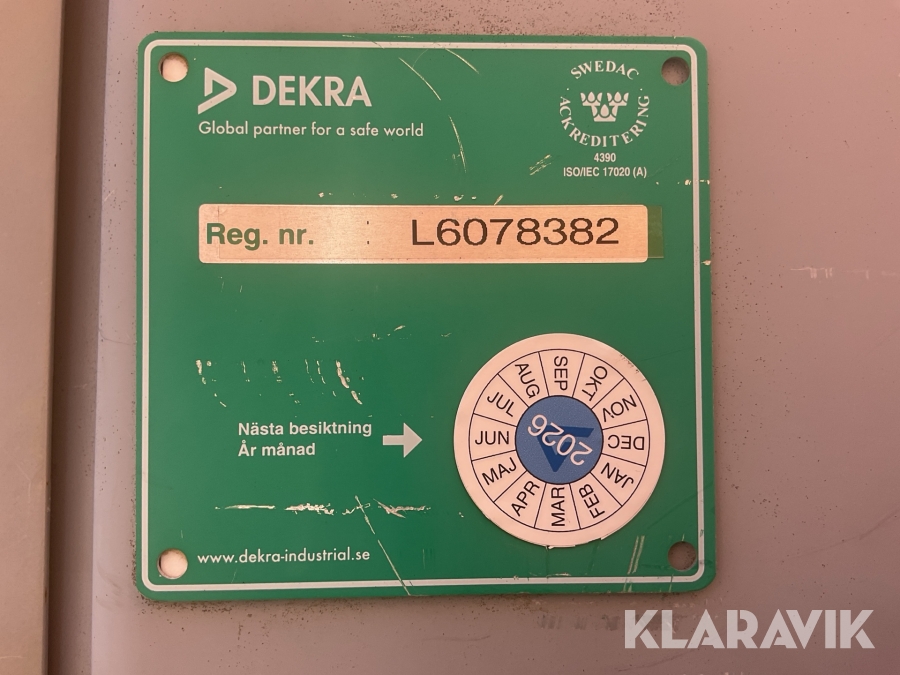 DEKRA
Global partner for a safe world
SWEDAC
ACKREDITERING
4390
ISO/IEC 17020 (A)
Reg. nr. : L6078382
Nästa besiktning
År månad
JAN
FEB
MAR
APR
MAJ
JUN
JUL
AUG
SEP
OKT
NOV
DEC
2026
www.dekra-industrial.se
KLARAVIK